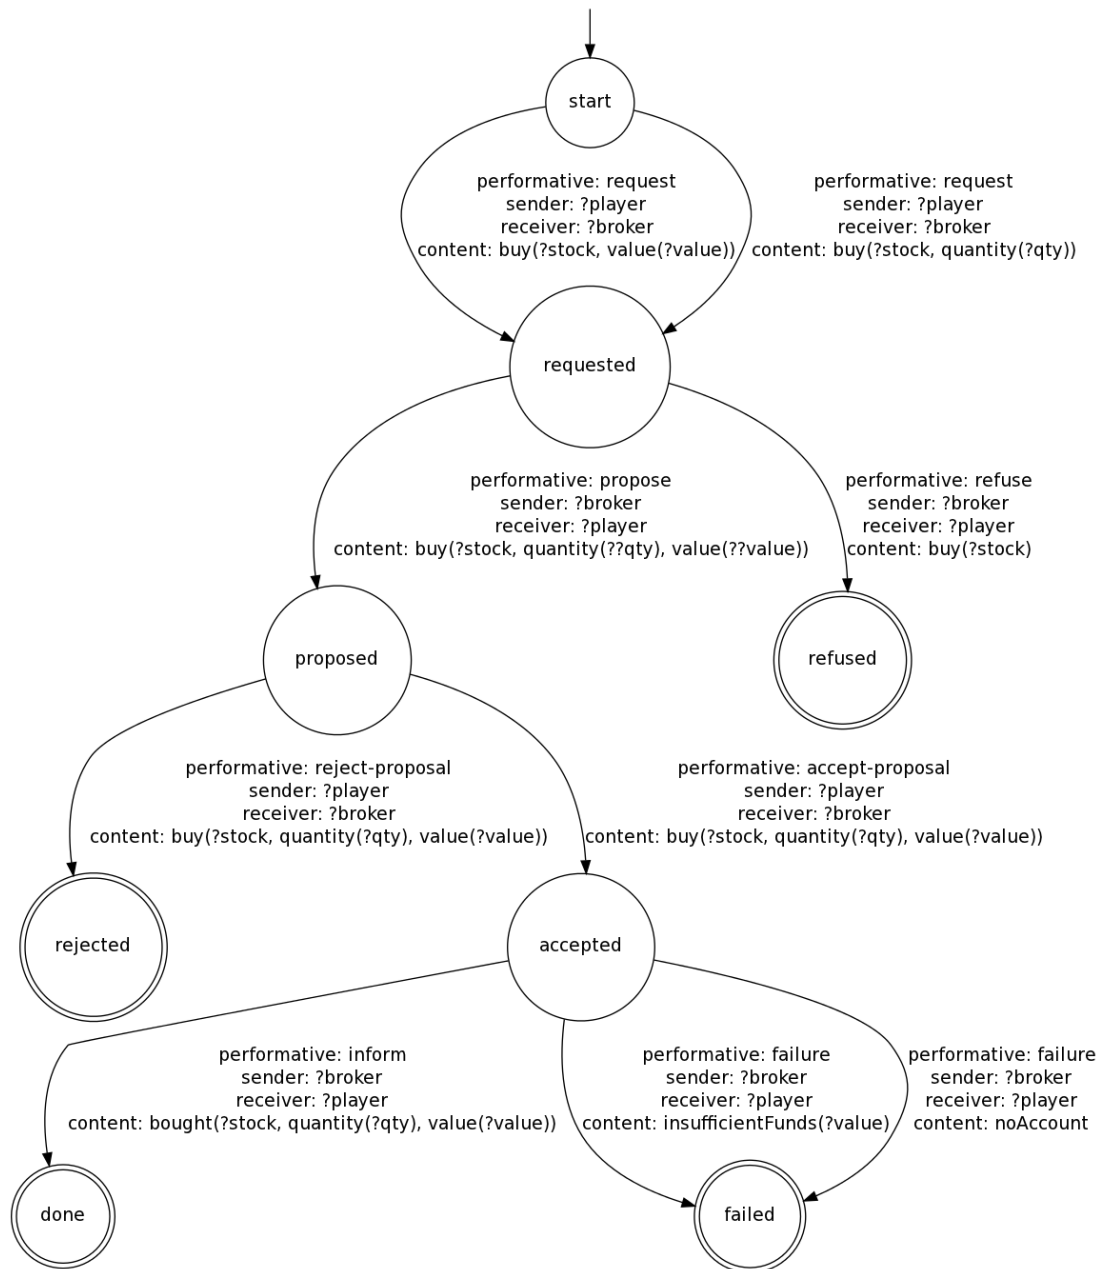 start
performative: request
sender: ?player
receiver: ?broker
content: buy(?stock, value(?value))
performative: request
sender: ?player
receiver: ?broker
content: buy(?stock, quantity(?qty))
requested
performative: propose
sender: ?broker
receiver: ?player
content: buy(?stock, quantity(??qty), value(??value))
performative: refuse
sender: ?broker
receiver: ?player
content: buy(?stock)
proposed
refused
performative: reject-proposal
sender: ?player
receiver: ?broker
content: buy(?stock, quantity(?qty), value(?value))
performative: accept-proposal
sender: ?player
receiver: ?broker
content: buy(?stock, quantity(?qty), value(?value))
rejected
accepted
performative: inform
sender: ?broker
receiver: ?player
content: bought(?stock, quantity(?qty), value(?value))
performative: failure
sender: ?broker
receiver: ?player
content: insufficientFunds(?value)
performative: failure
sender: ?broker
receiver: ?player
content: noAccount
done
failed